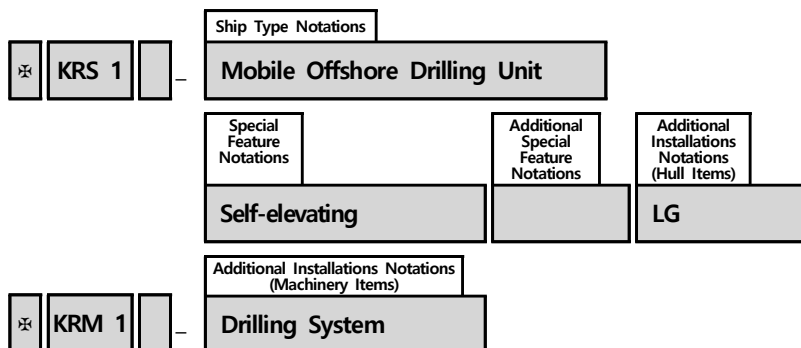 Ship Type Notations
✠ KRS 1 _ Mobile Offshore Drilling Unit
Special
Feature
Notations
Additional
Special
Feature
Notations
Additional
Installations
Notations
(Hull Items)
Self-elevating
LG
Additional Installations Notations
(Machinery Items)
✠ KRM 1 _ Drilling System